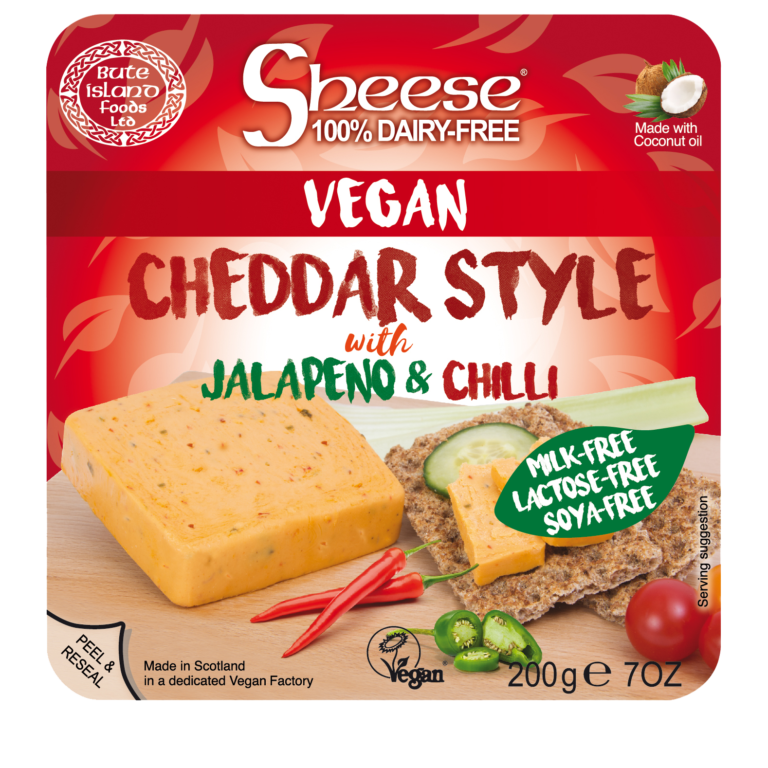 Bute
island
Foods
Ltd
Sheese®
100% DAIRY-FREE
Made with
Coconut oil
VEGAN
CHEDDAR STYLE
with
JALAPENO & CHILLI
MILK-FREE
LACTOSE-FREE
SOYA-FREE
Serving suggestion
PEEL &
RESEAL
Made in Scotland
in a dedicated Vegan Factory
Vegan
200g℮ 7OZ